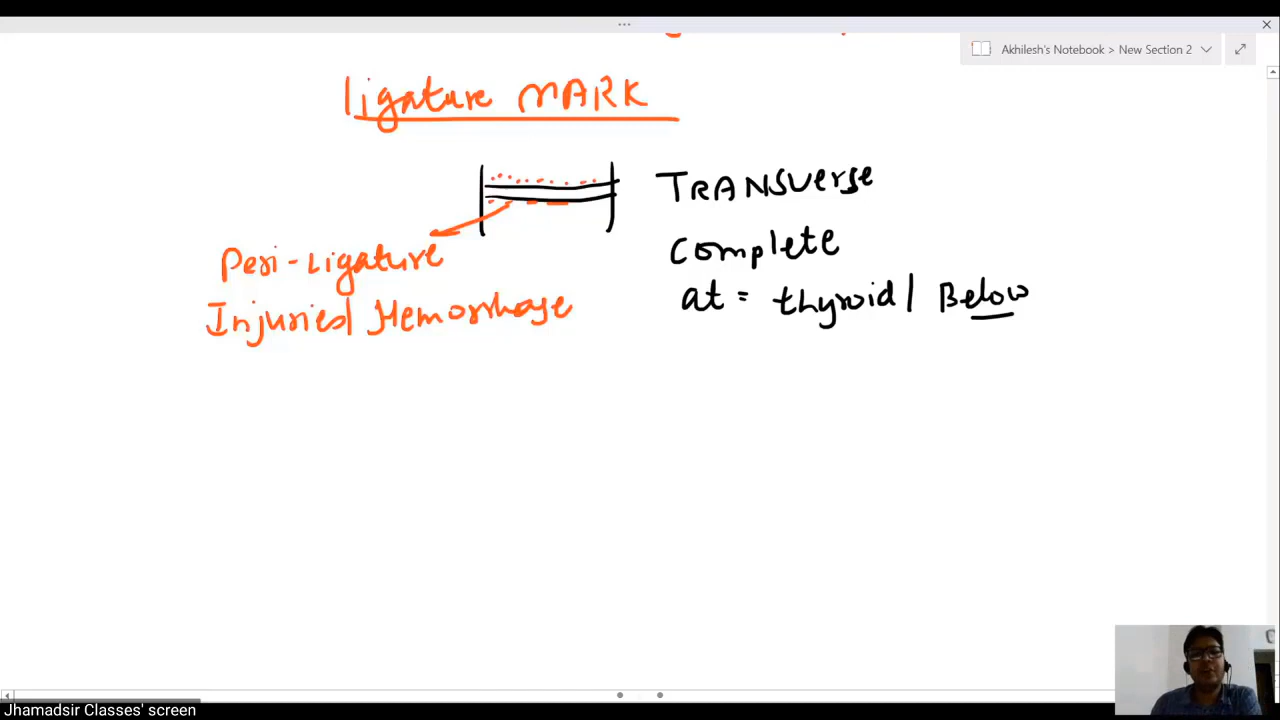 Akhilesh's Notebook > New Section 2
ligature MARK
TRANSverse
Complete
at = thyroid / Below
Peri-Ligature
Injuries/ Hemorrhage
Jhamadsir Classes' screen